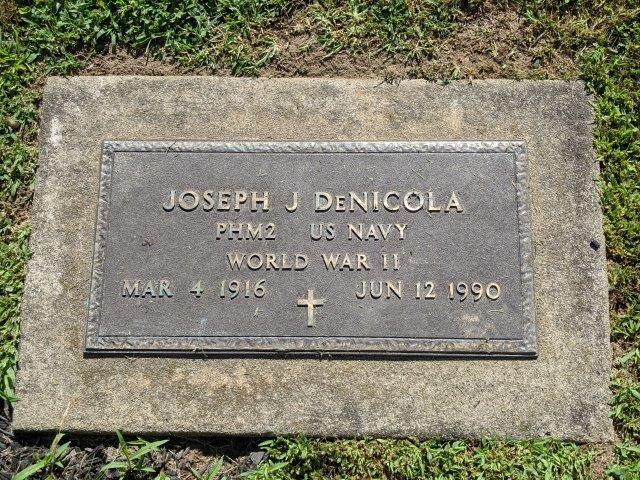 JOSEPH J DeNICOLA
PHM2 US NAVY
WORLD WAR II
MAR 4 1916 JUN 12 1990